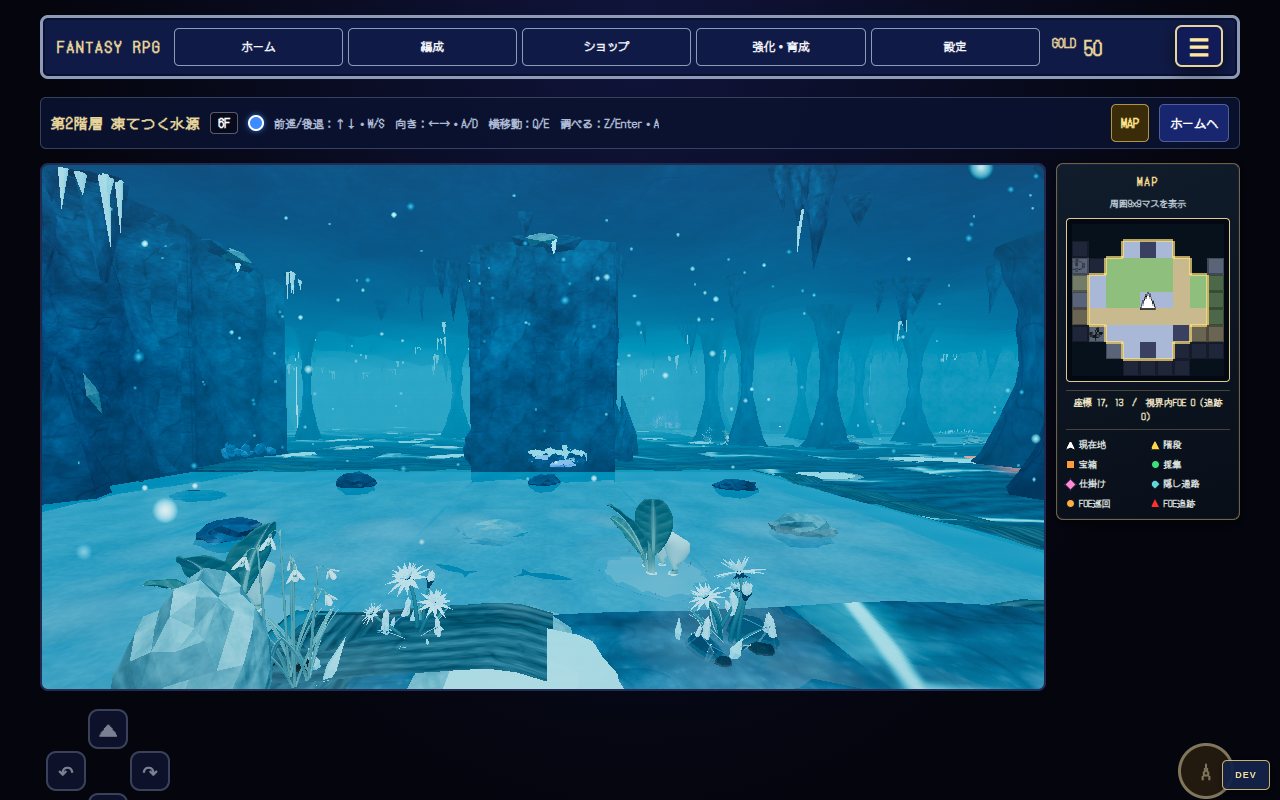 FANTASY RPG
ホーム
編成
ショップ
強化・育成
設定
GOLD 50
第2階層 凍てつく水源
6F
前進/後退:↑↓・W/S 向き:←→・A/D 横移動:Q/E 調べる:Z/Enter・A
MAP
ホームへ
MAP
周囲9x9マスを表示
座標 17, 13 / 視界内FOE 0(追跡
0)
現在地
階段
宝箱
採集
仕掛け
隠し通路
FOE巡回
FOE追跡
A
DEV